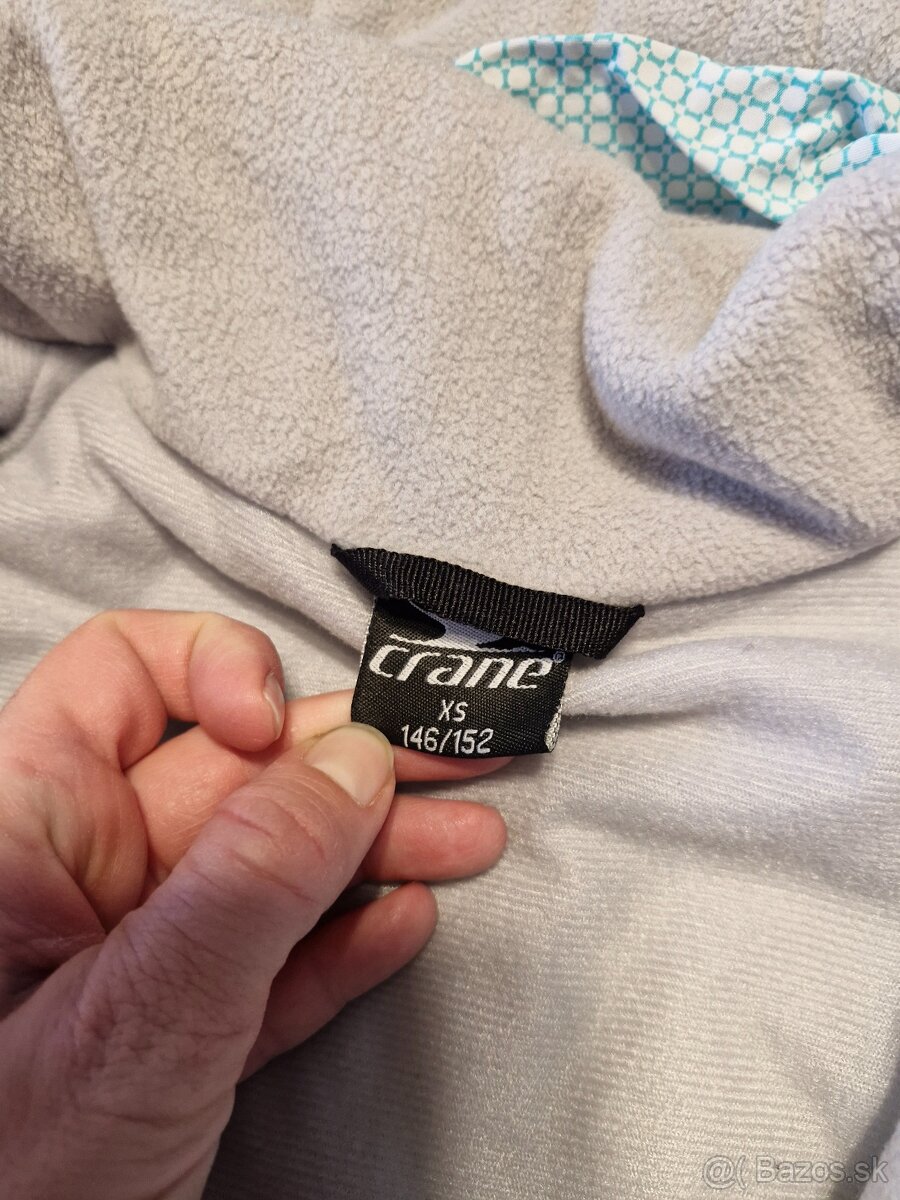 crane®
XS
146/152
@( Bazos.sk